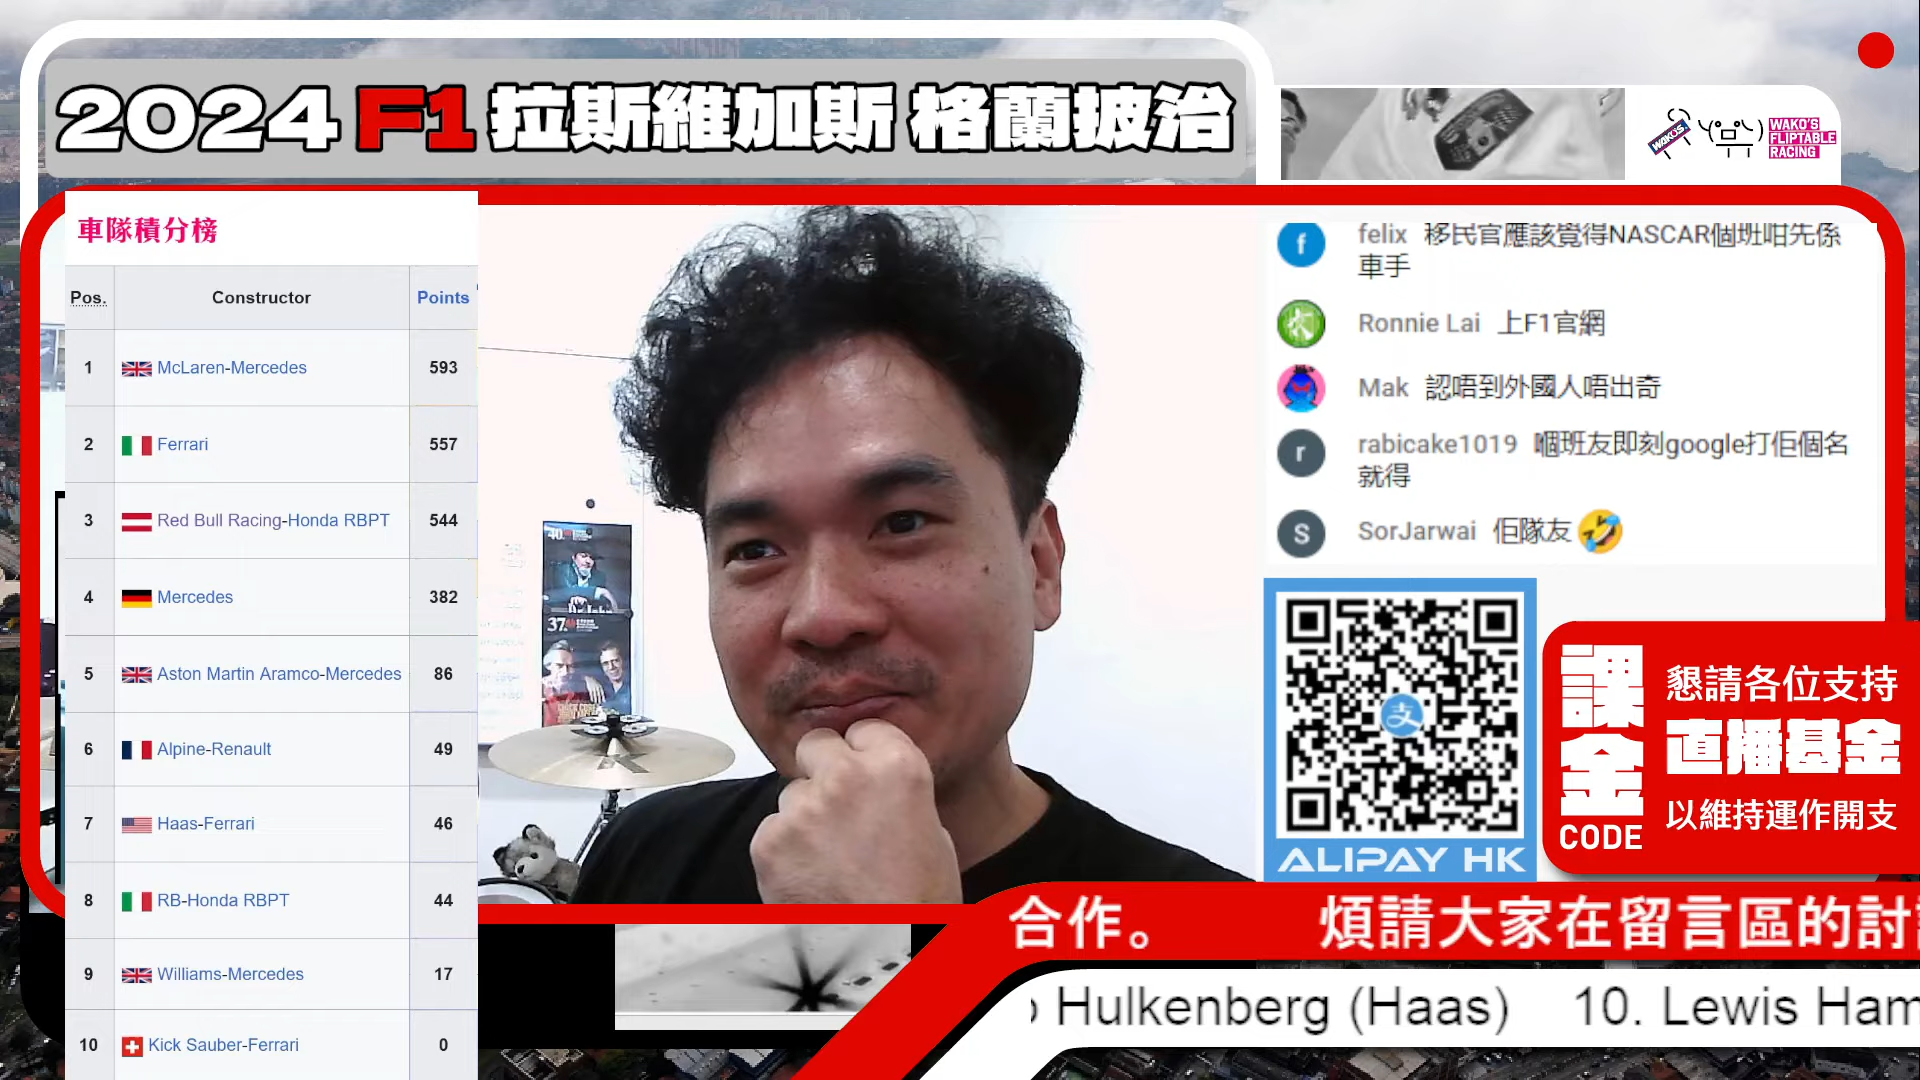 2024 F1 拉斯維加斯 格蘭披治
WAKO'S
WAKO'S
FLIPTABLE
RACING
車隊積分榜
Pos. Constructor Points
1 McLaren-Mercedes 593
2 Ferrari 557
3 Red Bull Racing-Honda RBPT 544
4 Mercedes 382
5 Aston Martin Aramco-Mercedes 86
6 Alpine-Renault 49
7 Haas-Ferrari 46
8 RB-Honda RBPT 44
9 Williams-Mercedes 17
10 Kick Sauber-Ferrari 0
40.
37.
K
f felix 移民官應該覺得NASCAR個班咁先係
車手
Ronnie Lai 上F1官網
Mak 認唔到外國人唔出奇
r rabicake1019 嗰班友即刻google打佢個名
就得
S SorJarwai 佢隊友🤣
支
ALIPAY HK
課金
CODE
懇請各位支持
直播基金
以維持運作開支
合作。 煩請大家在留言區的討
Hulkenberg (Haas) 10. Lewis Ham